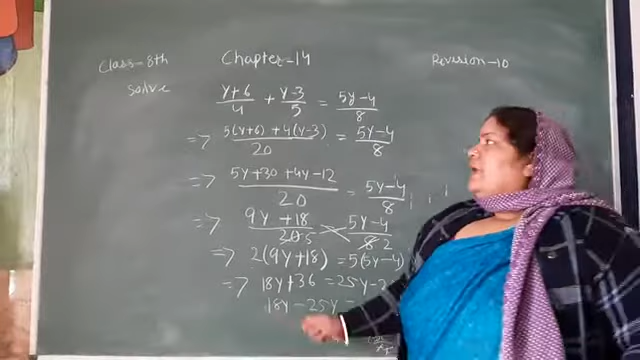 Class-8th Chapter-14 Revision-10
solve
y+6/4 + y-3/5 = 5y-4/8
=> 5(y+6) +4(y-3)/20 = 5y-4/8
=> 5y+30 +4y-12/20 = 5y-4/8
=> 9y+18/20 5 = 5y-4/8 2
=> 2(9y+18) = 5(5y-4)
=> 18y+36 = 25y-2
18y-25y =